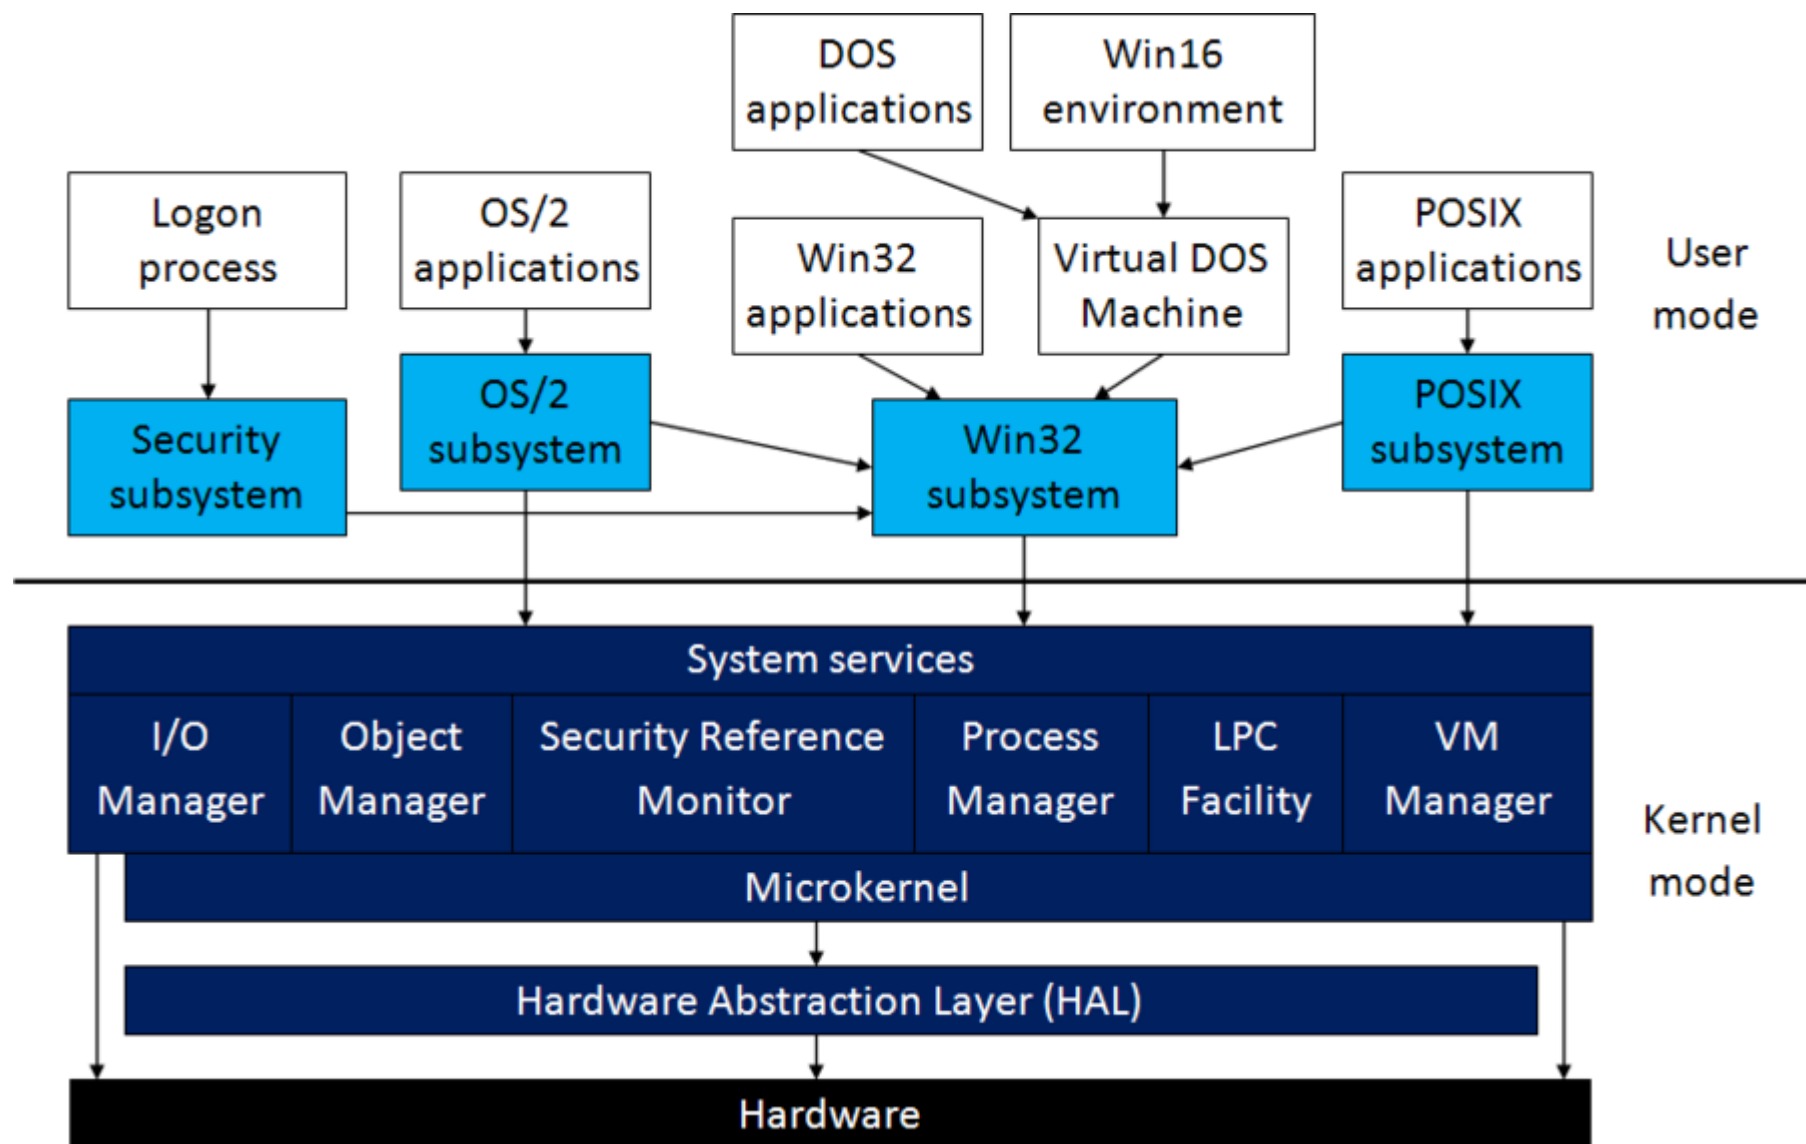 DOS
applications
Win16
environment
Logon
process
OS/2
applications
Win32
applications
Virtual DOS
Machine
POSIX
applications
User
mode
Security
subsystem
OS/2
subsystem
Win32
subsystem
POSIX
subsystem
System services
I/O
Manager
Object
Manager
Security Reference
Monitor
Process
Manager
LPC
Facility
VM
Manager
Kernel
mode
Microkernel
Hardware Abstraction Layer (HAL)
Hardware